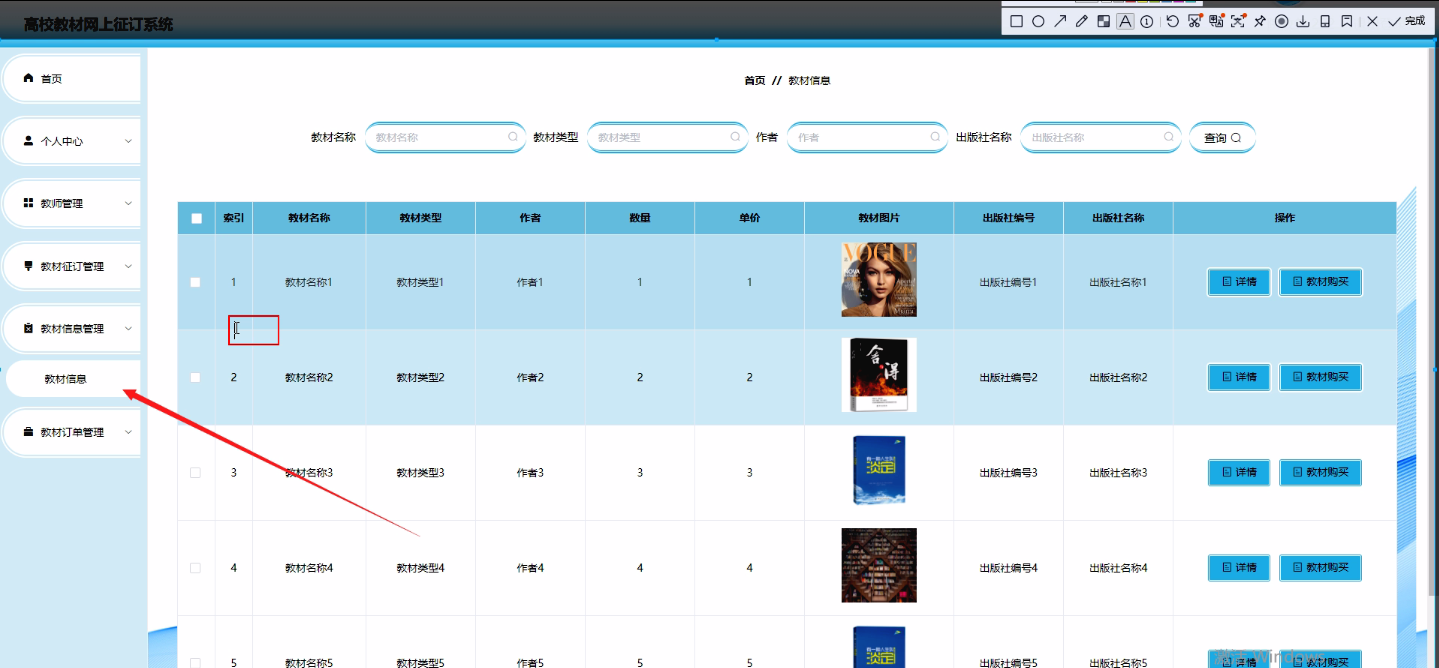 高校教材网上征订系统
完成
首页
个人中心
教师管理
教材征订管理
教材信息管理
教材信息
教材订单管理
首页 // 教材信息
教材名称 教材名称 教材类型 教材类型 作者 作者 出版社名称 出版社名称 查询
索引 教材名称 教材类型 作者 数量 单价 教材图片 出版社编号 出版社名称 操作
1 教材名称1 教材类型1 作者1 1 1 VOGUE 出版社编号1 出版社名称1 详情 教材购买
2 教材名称2 教材类型2 作者2 2 2 舍得 出版社编号2 出版社名称2 详情 教材购买
3 教材名称3 教材类型3 作者3 3 3 淡定 出版社编号3 出版社名称3 详情 教材购买
4 教材名称4 教材类型4 作者4 4 4 出版社编号4 出版社名称4 详情 教材购买
5 教材名称5 教材类型5 作者5 5 5 淡定 出版社编号5 出版社名称5 详情 教材购买
激活 Windows